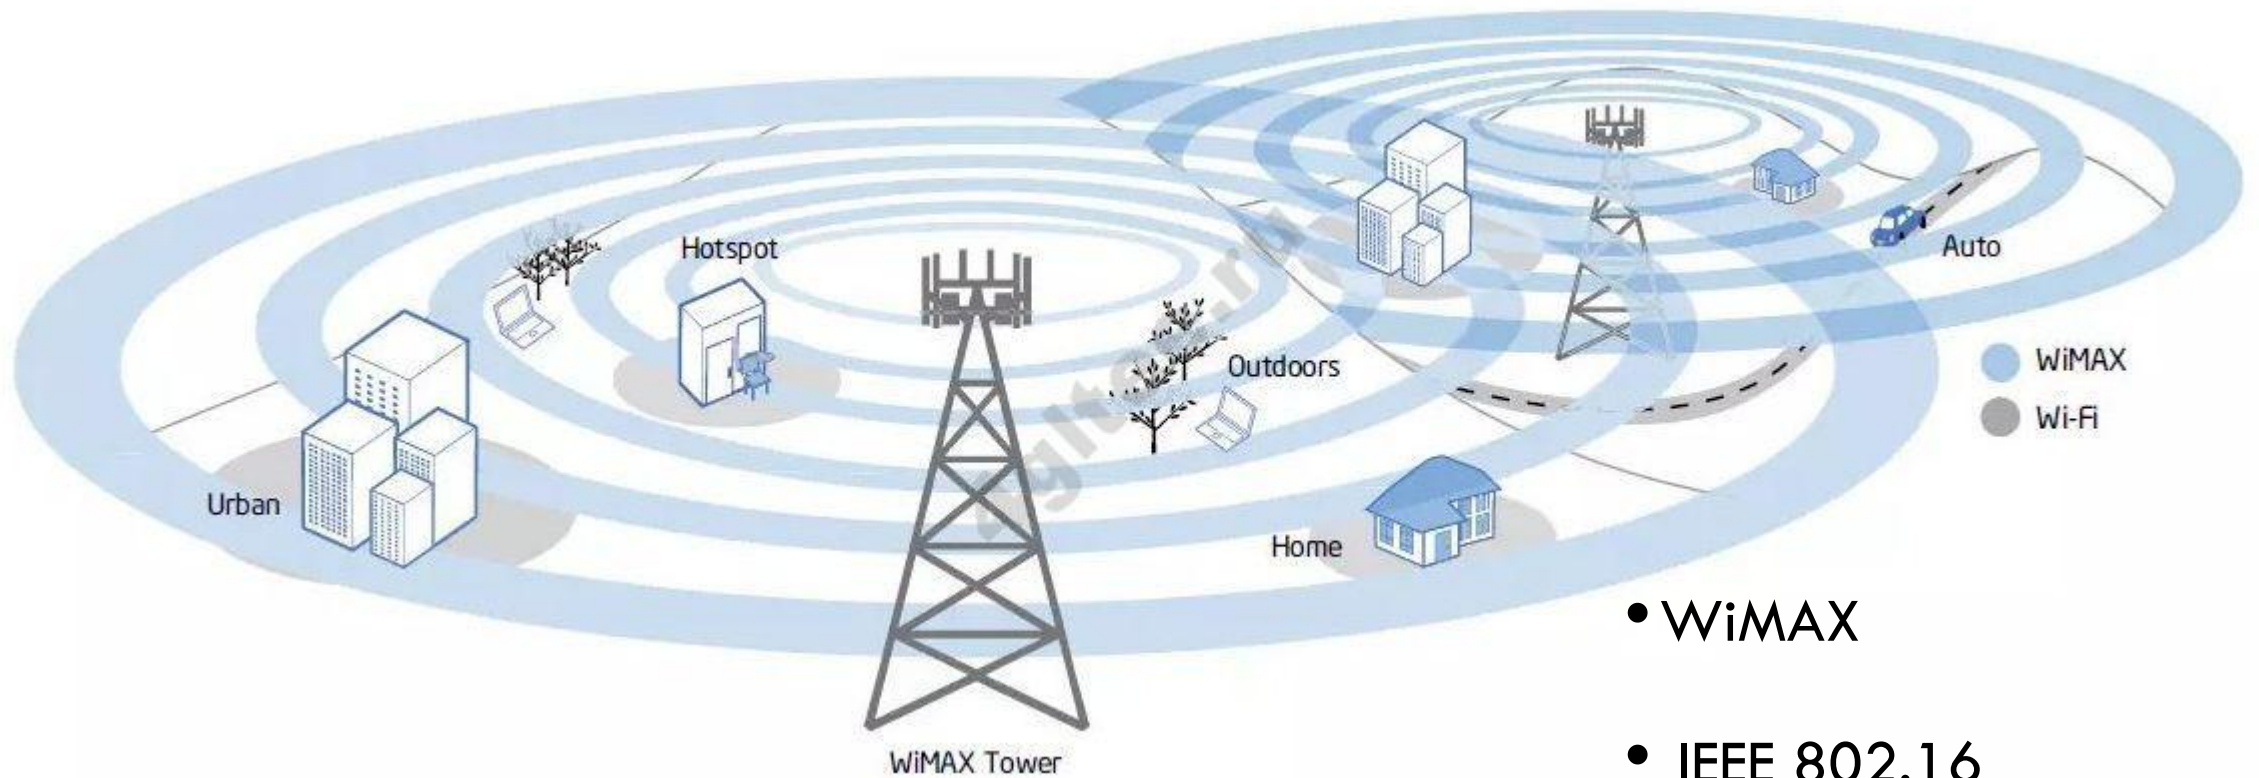 Hotspot
Auto
Outdoors
WiMAX
Wi-Fi
Urban
Home
• WiMAX
WiMAX Tower
• IEEE 802.16